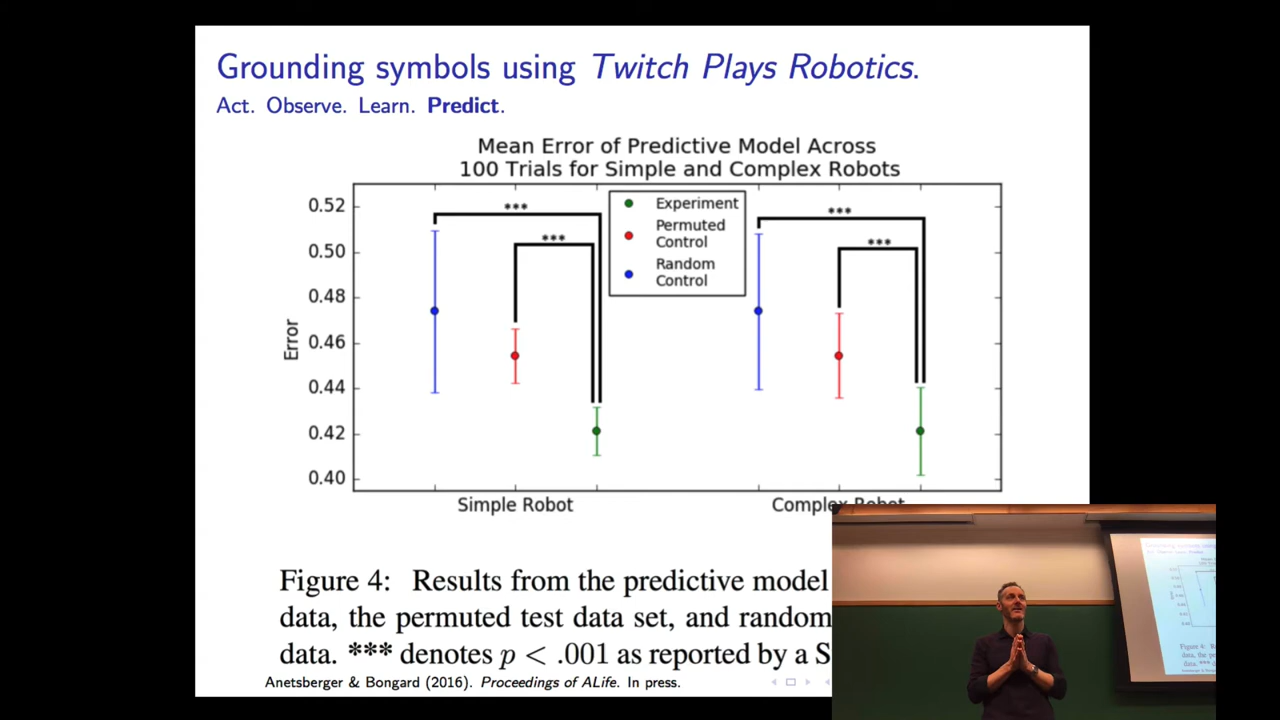 Grounding symbols using Twitch Plays Robotics.
Act. Observe. Learn. Predict.
Mean Error of Predictive Model Across
100 Trials for Simple and Complex Robots
Error
0.52
0.50
0.48
0.46
0.44
0.42
0.40
***
***
***
***
Experiment
Permuted
Control
Random
Control
Simple Robot
Complex Robot
Figure 4: Results from the predictive model
data, the permuted test data set, and random
data. *** denotes p < .001 as reported by a S
Anetsberger & Bongard (2016). Proceedings of ALife. In press.